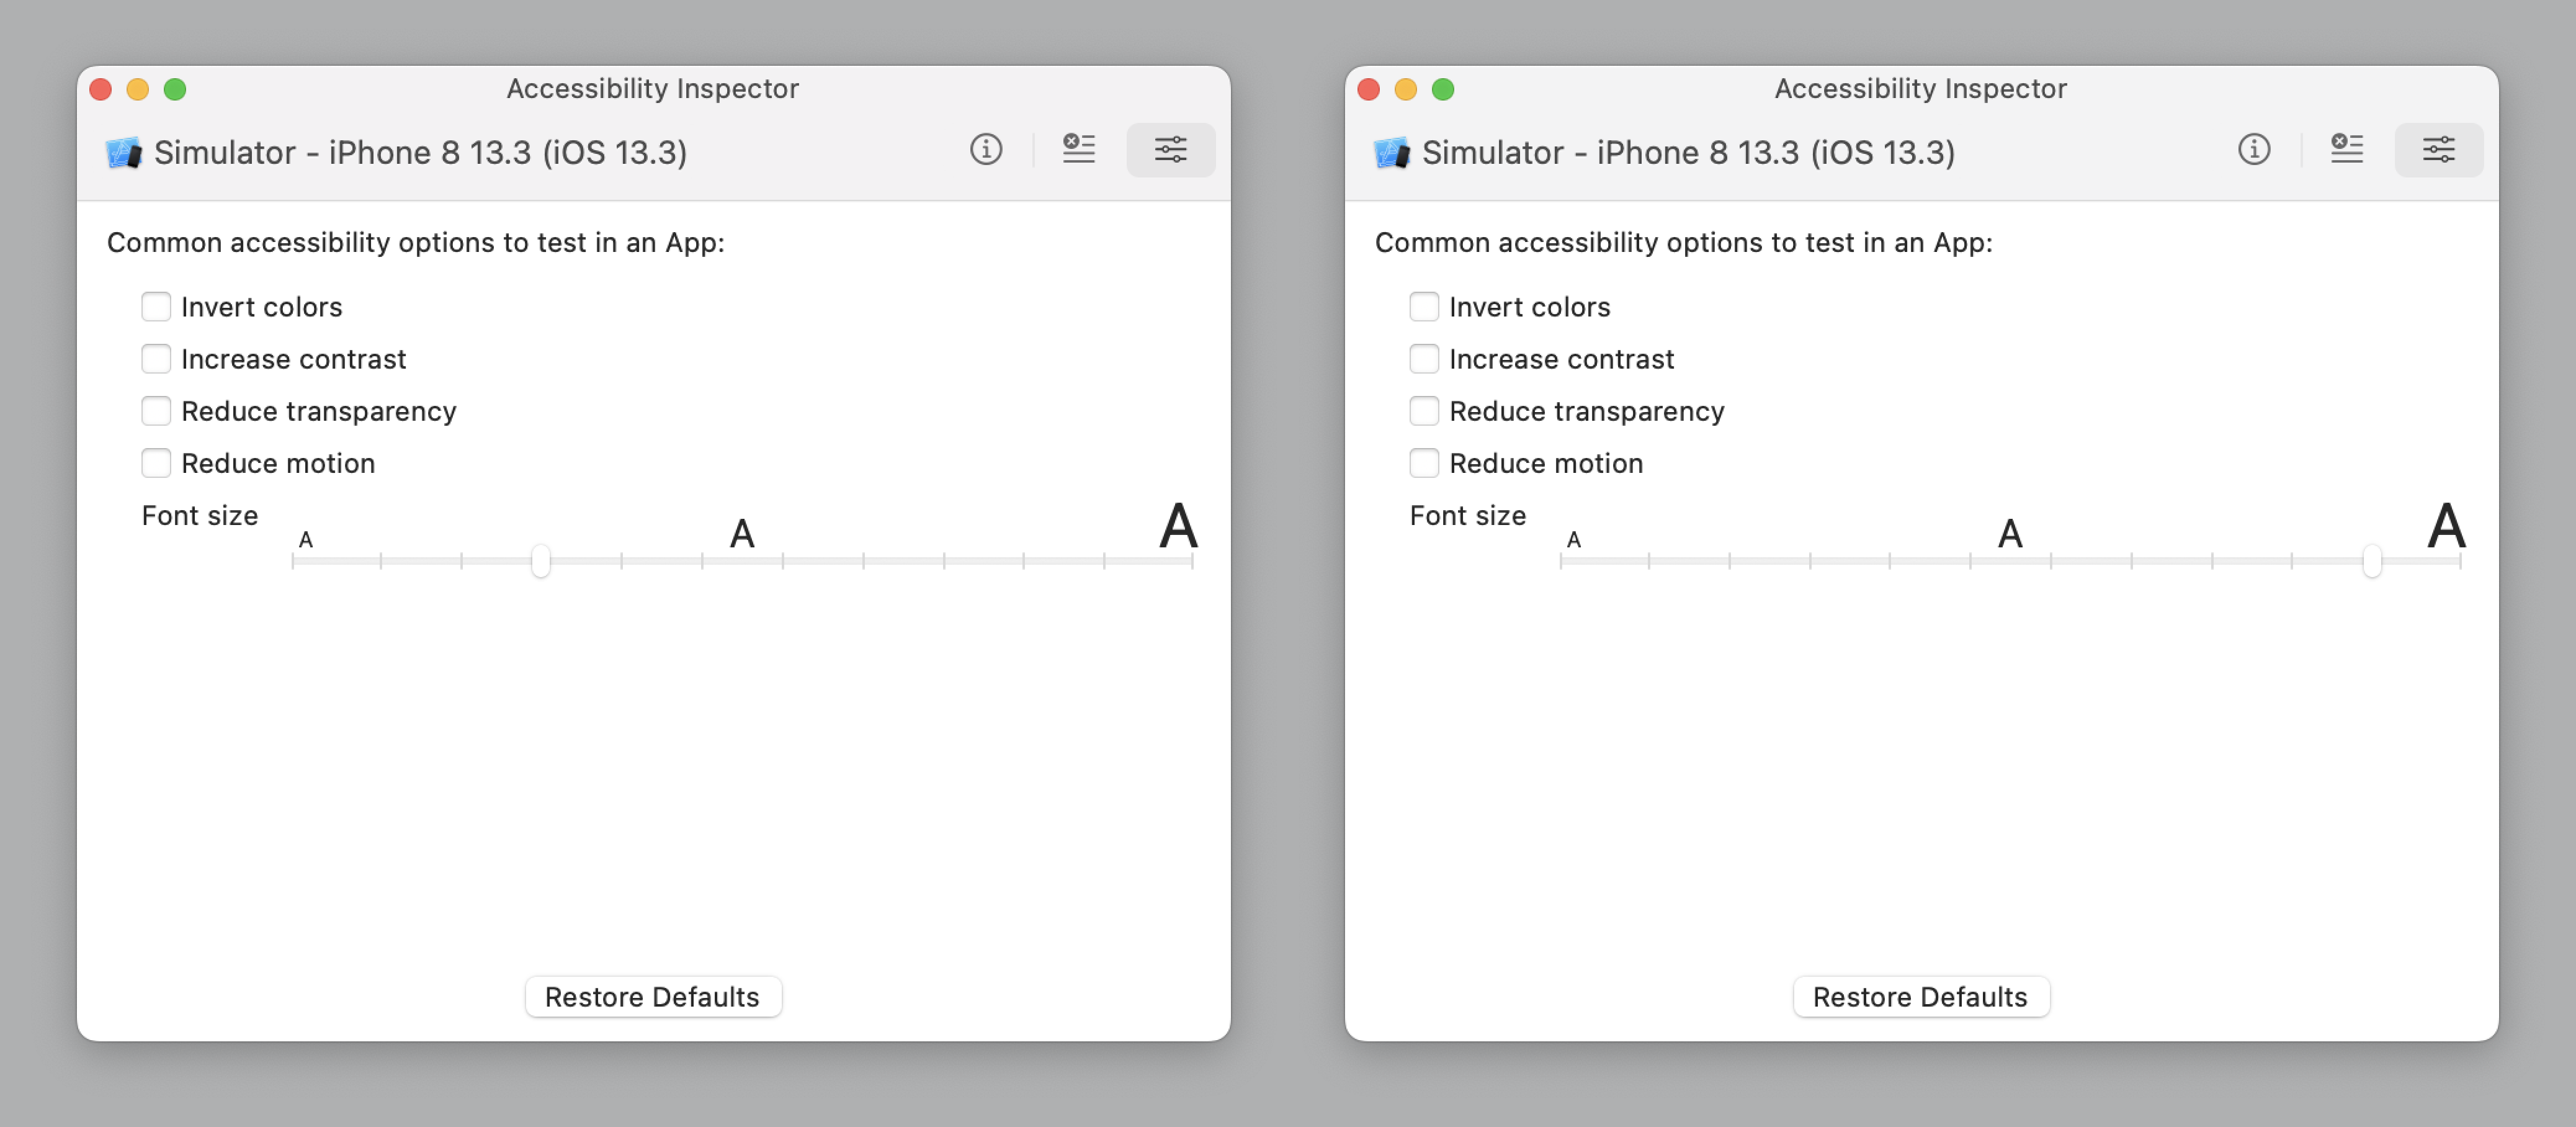 Accessibility Inspector
Simulator - iPhone 8 13.3 (iOS 13.3)
Common accessibility options to test in an App:
Invert colors
Increase contrast
Reduce transparency
Reduce motion
Font size
A A A
Restore Defaults
Accessibility Inspector
Simulator - iPhone 8 13.3 (iOS 13.3)
Common accessibility options to test in an App:
Invert colors
Increase contrast
Reduce transparency
Reduce motion
Font size
A A A
Restore Defaults